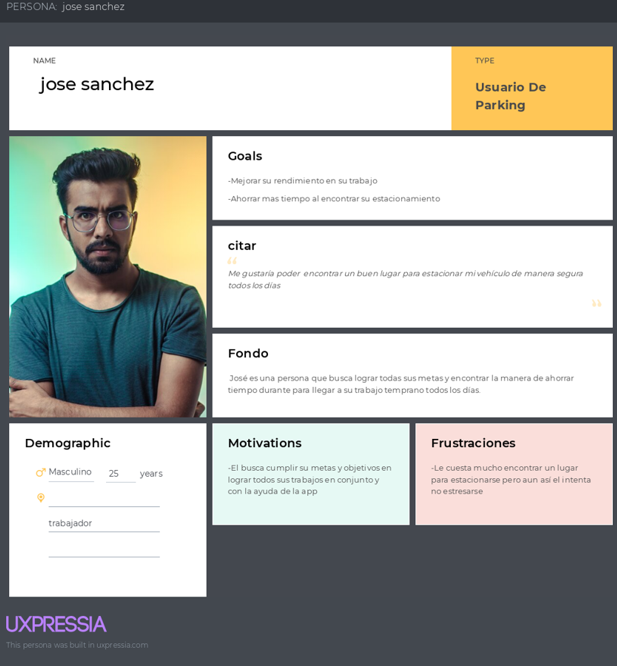 PERSONA: jose sanchez
NAME
jose sanchez
TYPE
Usuario De
Parking
Goals
-Mejorar su rendimiento en su trabajo
-Ahorrar mas tiempo al encontrar su estacionamiento
citar
“
Me gustaría poder encontrar un buen lugar para estacionar mi vehículo de manera segura
todos los días
”
Fondo
José es una persona que busca lograr todas sus metas y encontrar la manera de ahorrar
tiempo durante para llegar a su trabajo temprano todos los días.
Demographic
Masculino 25 years
trabajador
Motivations
-El busca cumplir su metas y objetivos en
lograr todos sus trabajos en conjunto y
con la ayuda de la app
Frustraciones
-Le cuesta mucho encontrar un lugar
para estacionarse pero aun así el intenta
no estresarse
UXPRESSIA
This persona was built in uxpressia.com